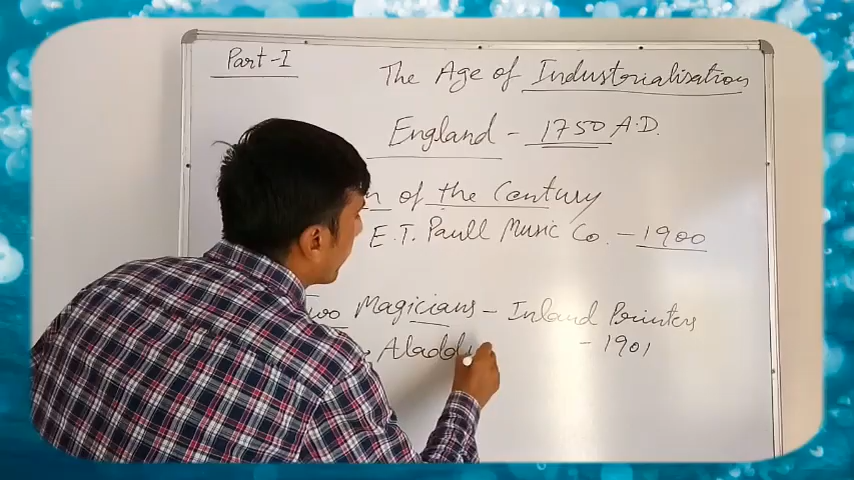 Part-I
The Age of Industrialisation
England - 1750 A.D.
of the Century
E.T. Paull Music Co. - 1900
Two Magicians - Inland Printers
- 1901